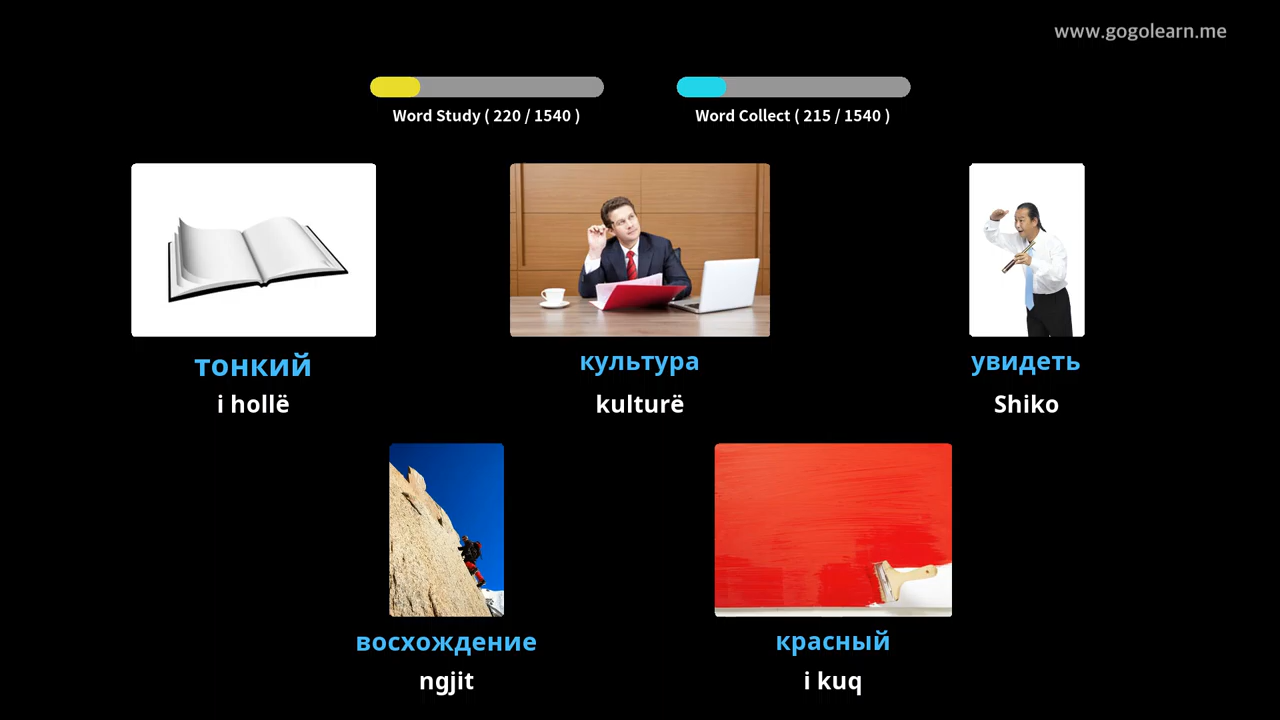 www.gogolearn.me
Word Study ( 220 / 1540 )
Word Collect ( 215 / 1540 )
тонкий
i hollë
культура
kulturë
увидеть
Shiko
восхождение
ngjit
красный
i kuq